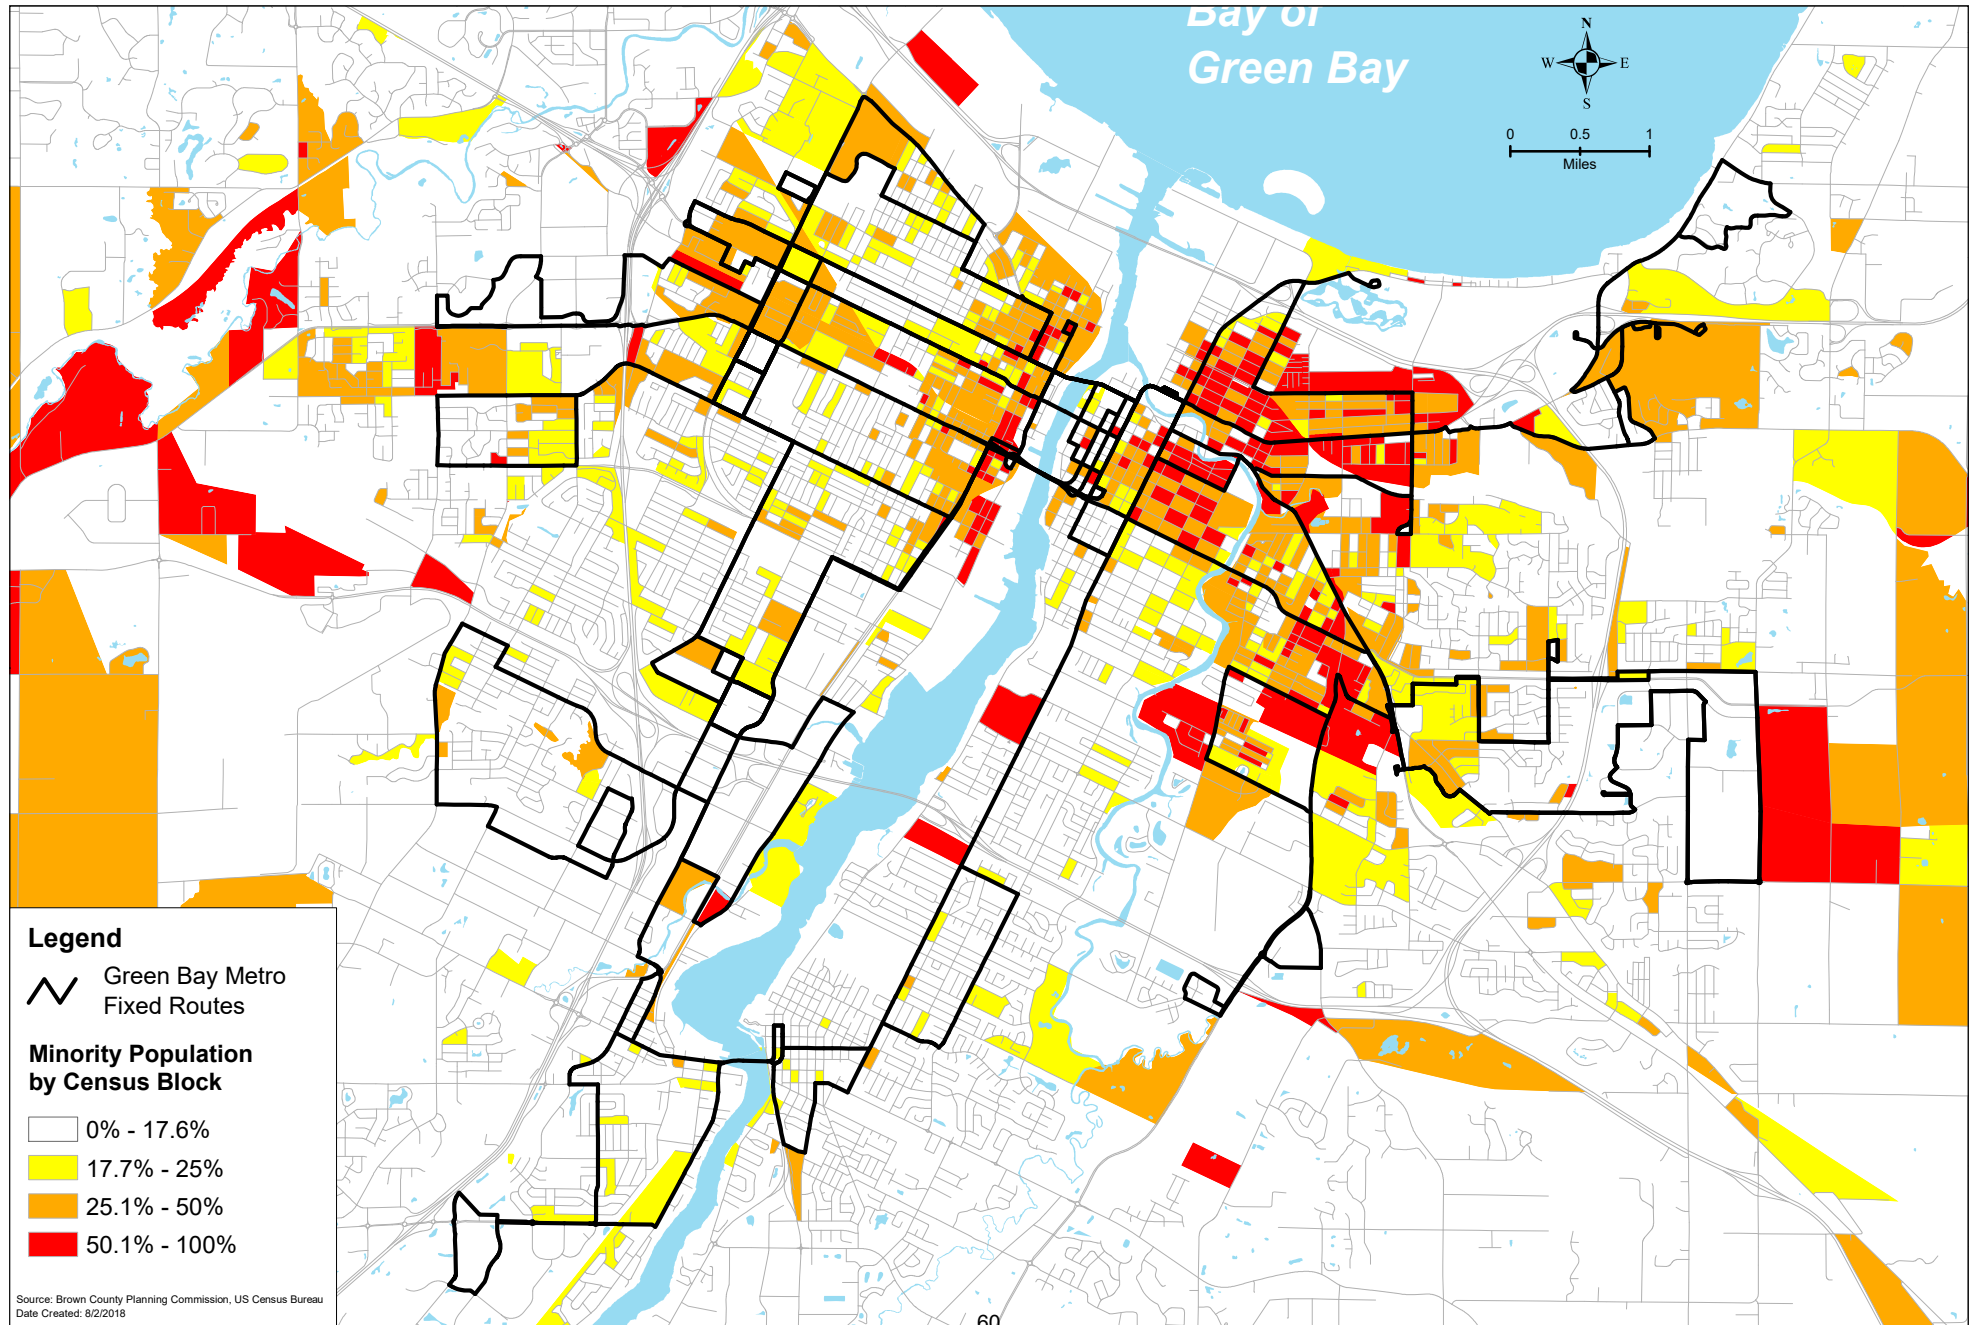 Bay of
Green Bay
N
W
E
S
0
0.5
1
Miles
Legend
Green Bay Metro
Fixed Routes
Minority Population
by Census Block
0% - 17.6%
17.7% - 25%
25.1% - 50%
50.1% - 100%
Source: Brown County Planning Commission, US Census Bureau
Date Created: 8/2/2018
60